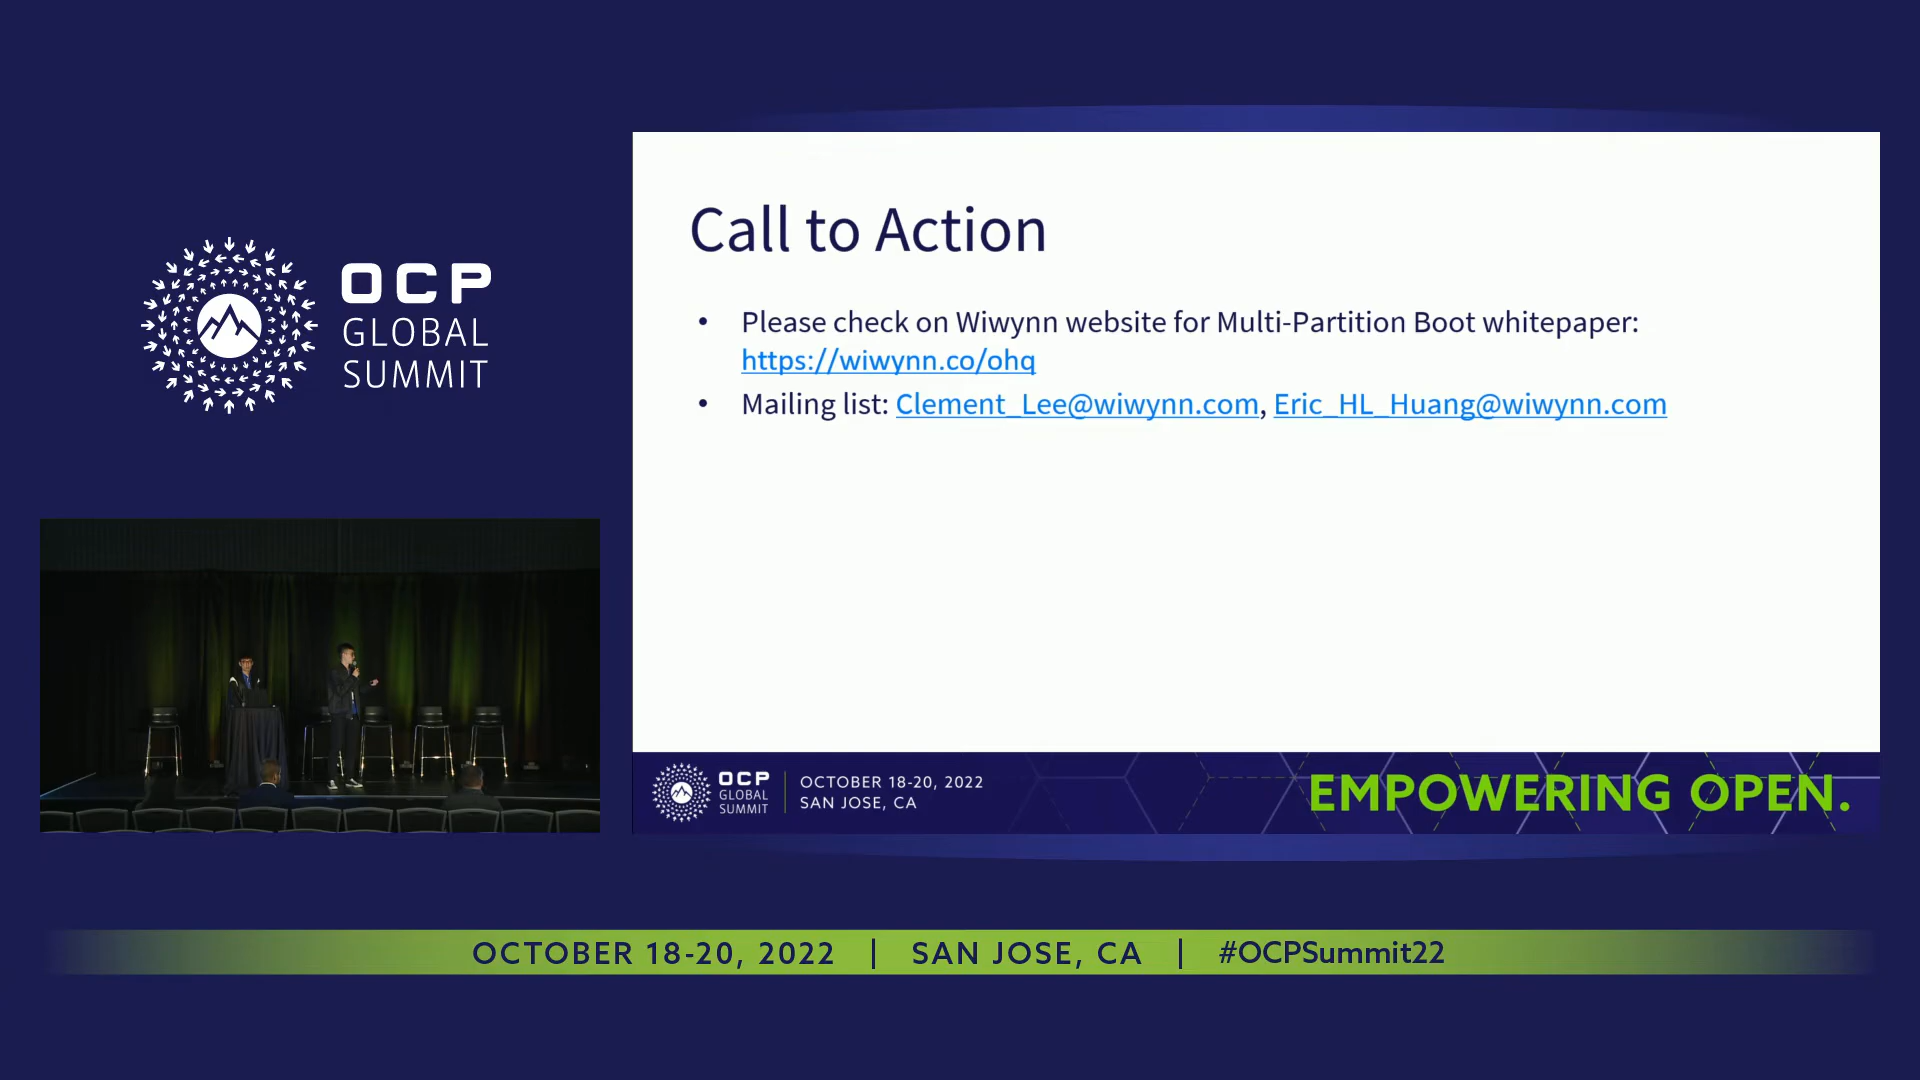 OCP
GLOBAL
SUMMIT
Call to Action
• Please check on Wiwynn website for Multi-Partition Boot whitepaper:
https://wiwynn.co/ohq
• Mailing list: Clement_Lee@wiwynn.com, Eric_HL_Huang@wiwynn.com
OCP
GLOBAL
SUMMIT
OCTOBER 18-20, 2022
SAN JOSE, CA
EMPOWERING OPEN.
OCTOBER 18-20, 2022 | SAN JOSE, CA | #OCPSummit22